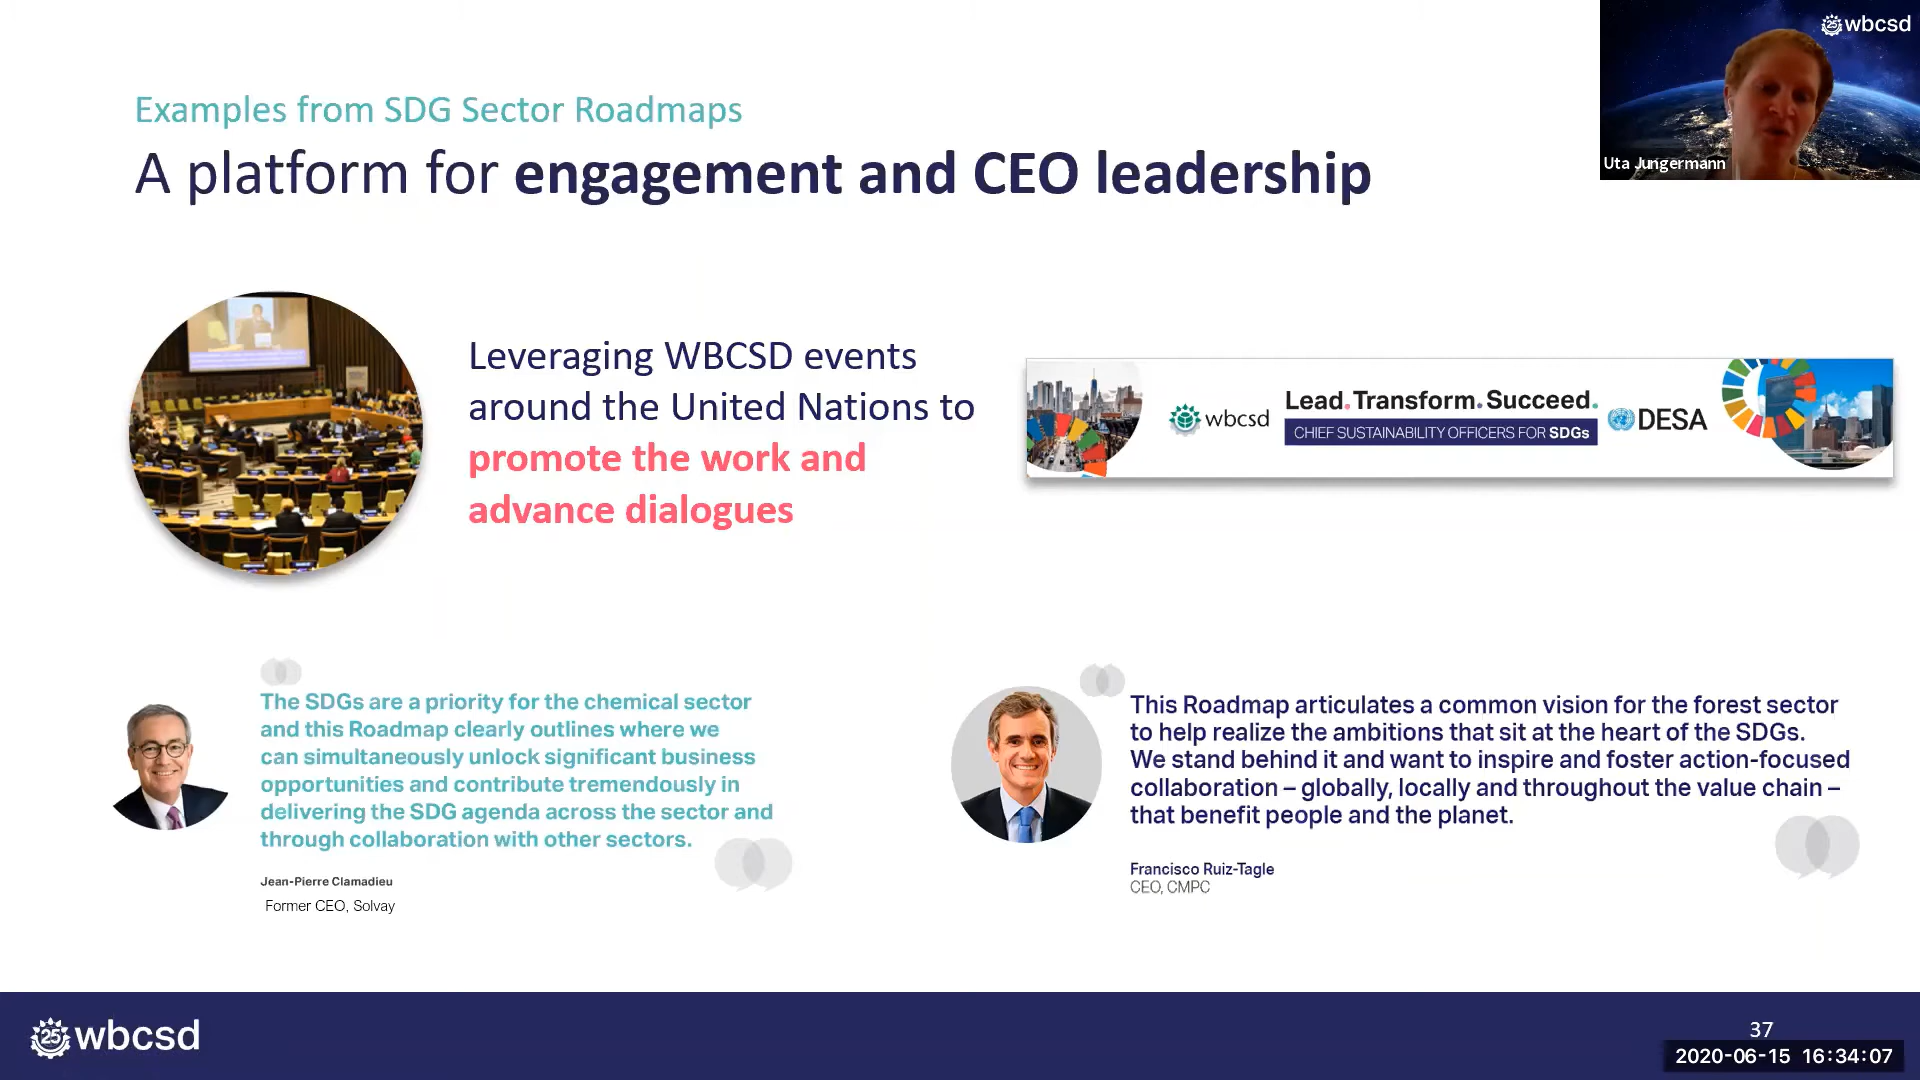 wbcsd
Uta Jungermann
Examples from SDG Sector Roadmaps
A platform for engagement and CEO leadership
Leveraging WBCSD events
around the United Nations to
promote the work and
advance dialogues
wbcsd
Lead.Transform.Succeed.
CHIEF SUSTAINABILITY OFFICERS FOR SDGs
DESA
The SDGs are a priority for the chemical sector
and this Roadmap clearly outlines where we
can simultaneously unlock significant business
opportunities and contribute tremendously in
delivering the SDG agenda across the sector and
through collaboration with other sectors.
Jean-Pierre Clamadieu
Former CEO, Solvay
This Roadmap articulates a common vision for the forest sector
to help realize the ambitions that sit at the heart of the SDGs.
We stand behind it and want to inspire and foster action-focused
collaboration – globally, locally and throughout the value chain –
that benefit people and the planet.
Francisco Ruiz-Tagle
CEO, CMPC
25 wbcsd
37
2020-06-15 16:34:07